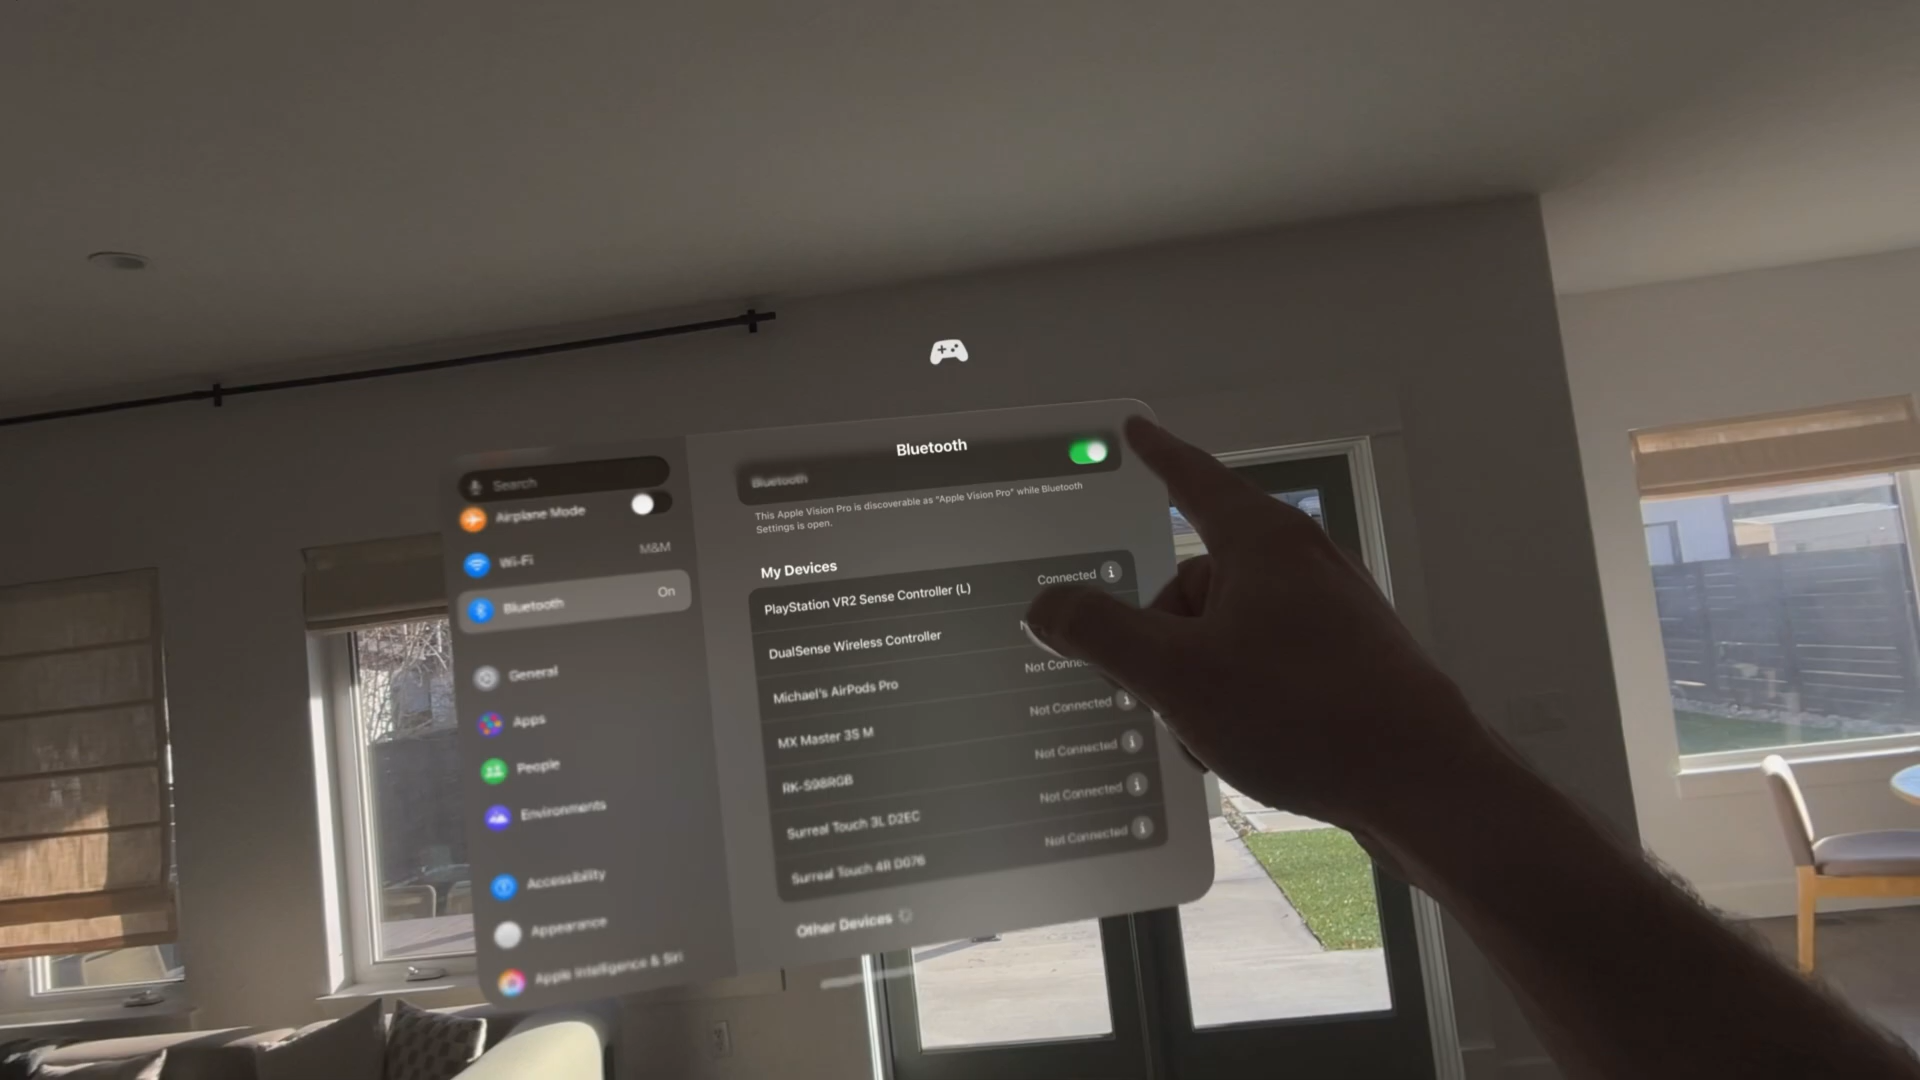 Bluetooth
Search
Airplane Mode
Wi-Fi
M&M
Bluetooth
On
General
Apps
People
Environments
Accessibility
Appearance
Apple Intelligence & Siri
Bluetooth
This Apple Vision Pro is discoverable as "Apple Vision Pro" while Bluetooth
Settings is open.
My Devices
PlayStation VR2 Sense Controller (L)
Connected
DualSense Wireless Controller
Michael's AirPods Pro
Not
MX Master 3S M
Not Connected
RK-S98RGB
Not Connected
Surreal Touch 3L D2EC
Not Connected
Surreal Touch 4R D076
Not Connected
Other Devices